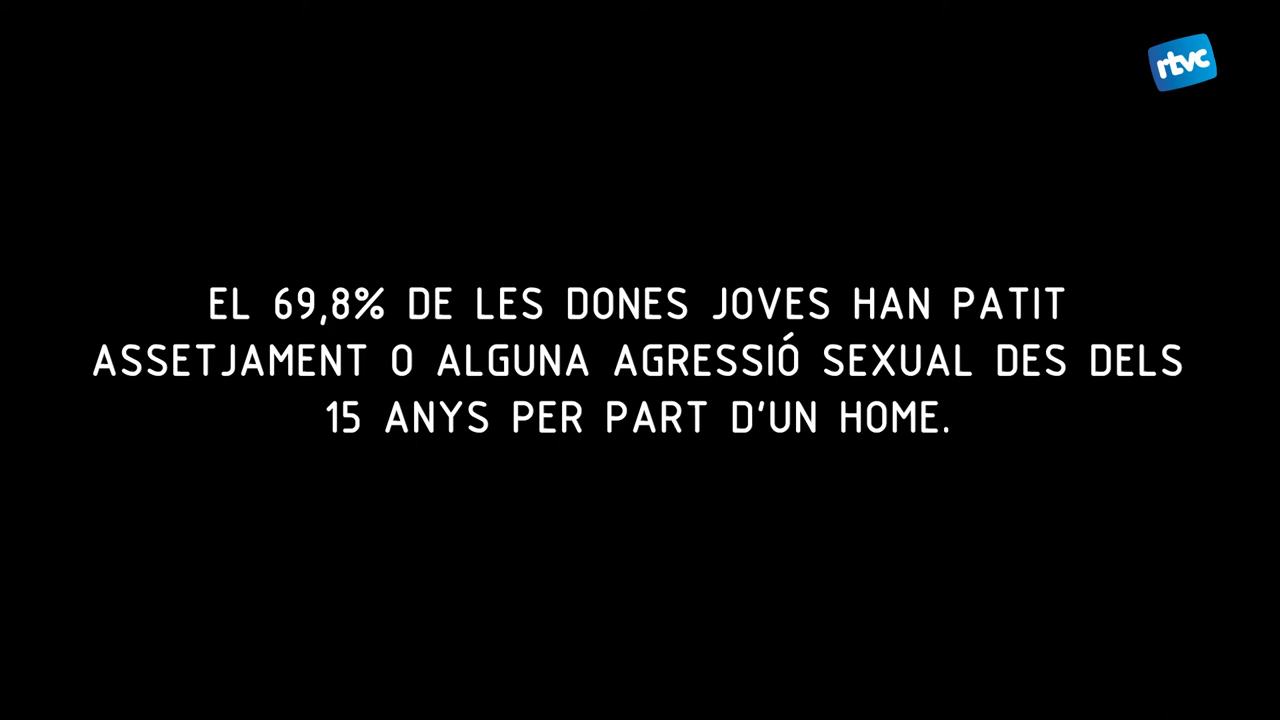 rtvc
EL 69,8% DE LES DONES JOVES HAN PATIT
ASSETJAMENT O ALGUNA AGRESSIÓ SEXUAL DES DELS
15 ANYS PER PART D'UN HOME.